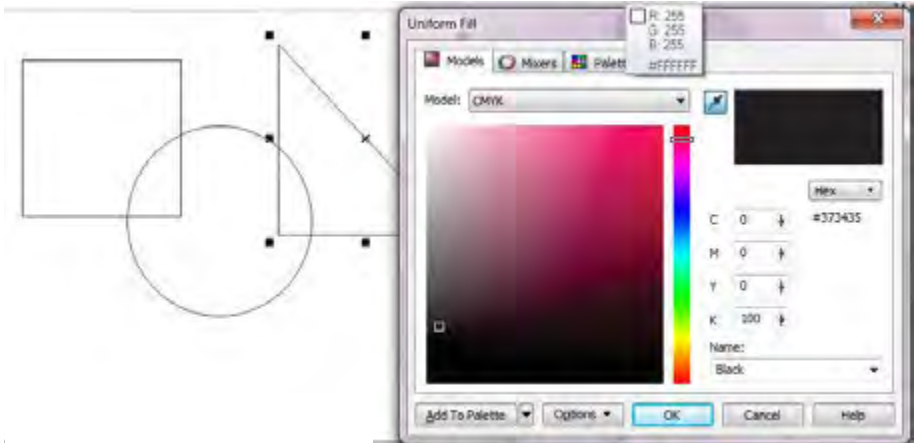 Uniform Fill
R: 255
G: 255
B: 255
#FFFFFF
Models
Mixers
Palett
Model: CMYK
Hex
C 0
#373435
M 0
Y 0
K 100
Name:
Black
Add To Palette
Options
OK
Cancel
Help